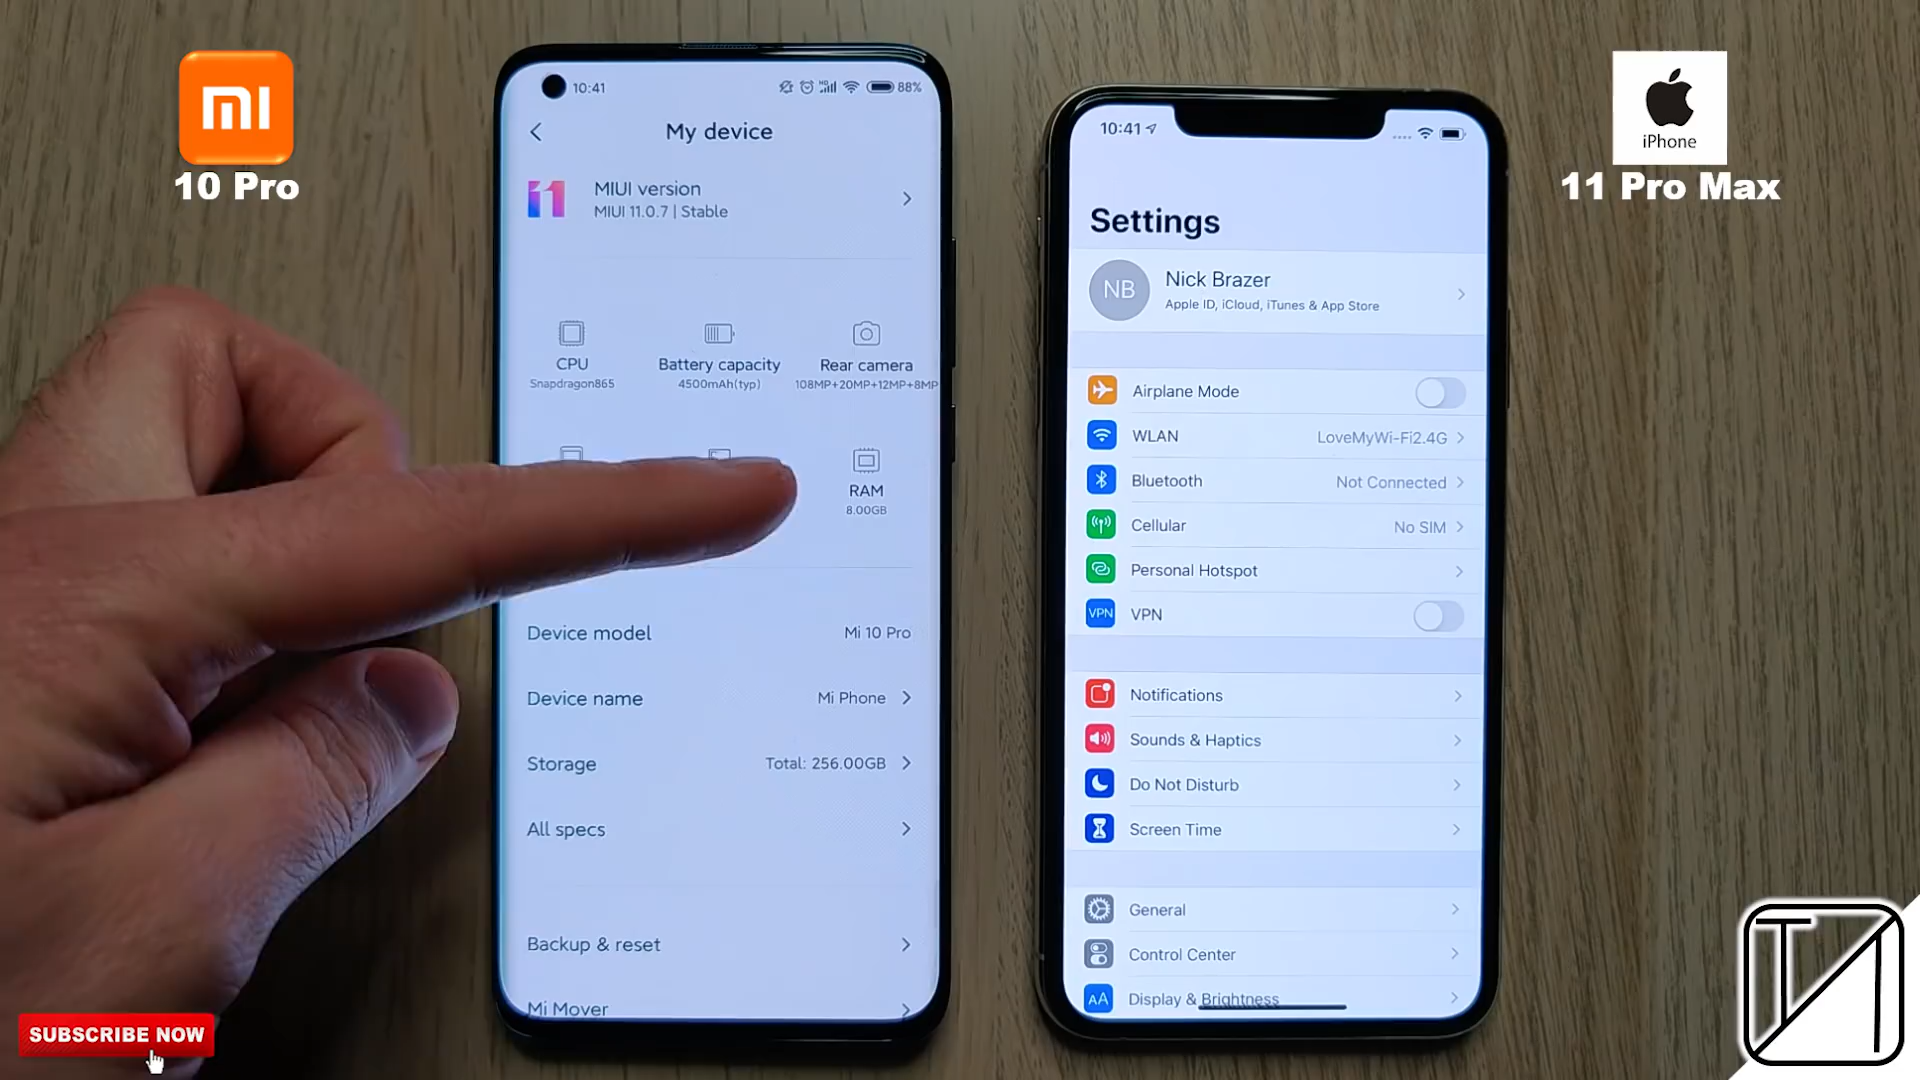 mi
10 Pro
iPhone
11 Pro Max
10:41
88%
My device
11
MIUI version
MIUI 11.0.7 | Stable
CPU
Snapdragon865
Battery capacity
4500mAh(typ)
Rear camera
108MP+20MP+12MP+8MP
RAM
8.00GB
Device model
Mi 10 Pro
Device name
Mi Phone
Storage
Total: 256.00GB
All specs
Backup & reset
Mi Mover
10:41
Settings
NB
Nick Brazer
Apple ID, iCloud, iTunes & App Store
Airplane Mode
WLAN
LoveMyWi-Fi2.4G
Bluetooth
Not Connected
Cellular
No SIM
Personal Hotspot
VPN
VPN
Notifications
Sounds & Haptics
Do Not Disturb
Screen Time
General
Control Center
AA
Display & Brightness
SUBSCRIBE NOW